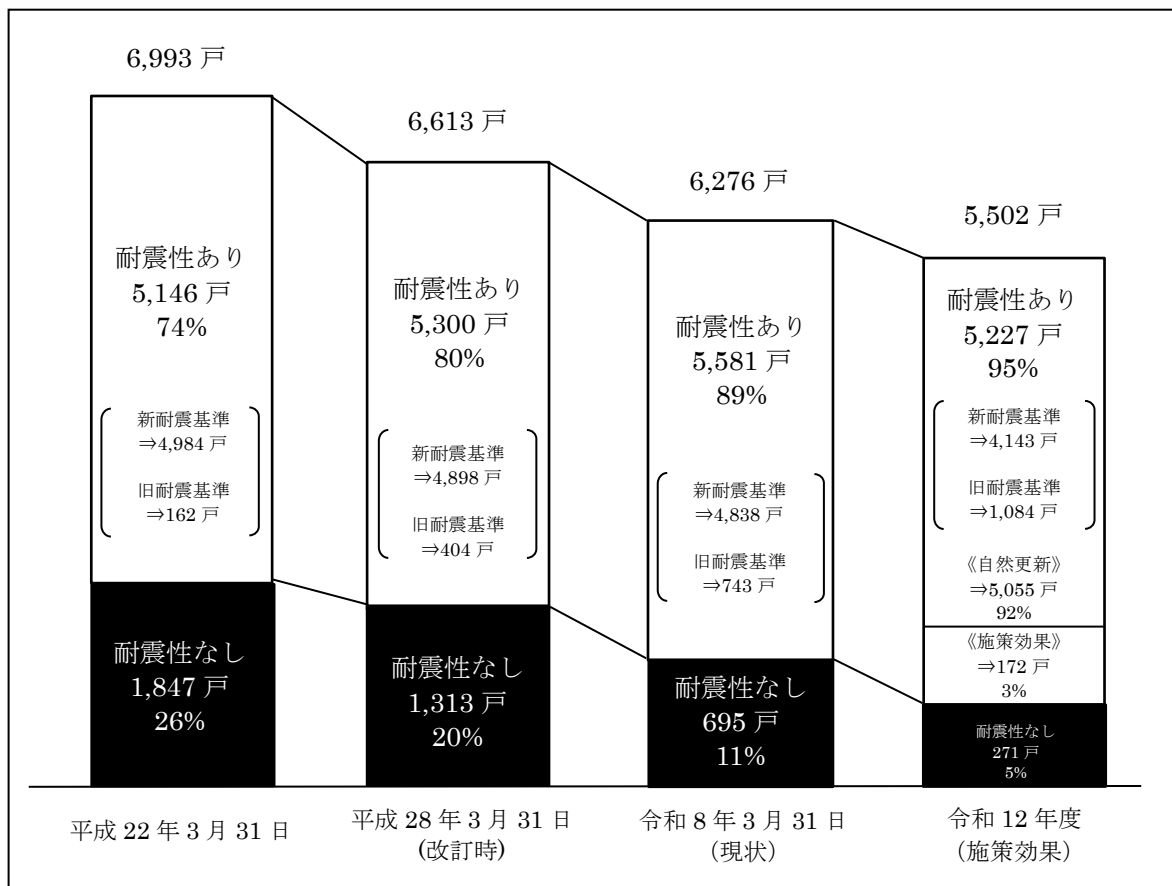 6,993 戸
耐震性あり
5,146 戸
74%
新耐震基準
⇒4,984 戸
旧耐震基準
⇒162 戸
耐震性なし
1,847 戸
26%
平成 22 年 3 月 31 日
6,613 戸
耐震性あり
5,300 戸
80%
新耐震基準
⇒4,898 戸
旧耐震基準
⇒404 戸
耐震性なし
1,313 戸
20%
平成 28 年 3 月 31 日
(改訂時)
6,276 戸
耐震性あり
5,581 戸
89%
新耐震基準
⇒4,838 戸
旧耐震基準
⇒743 戸
耐震性なし
695 戸
11%
令和 8 年 3 月 31 日
（現状）
5,502 戸
耐震性あり
5,227 戸
95%
新耐震基準
⇒4,143 戸
旧耐震基準
⇒1,084 戸
《自然更新》
⇒5,055 戸
92%
《施策効果》
⇒172 戸
3%
耐震性なし
271 戸
5%
令和 12 年度
（施策効果）